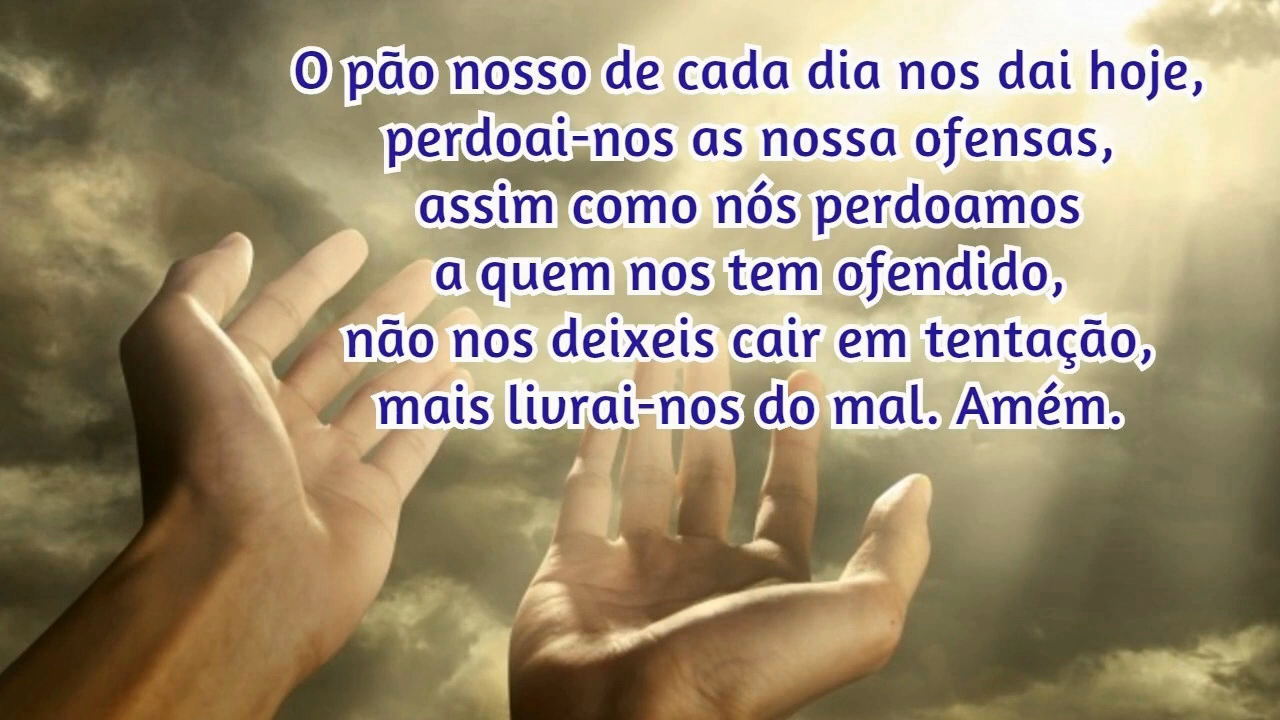 O pão nosso de cada dia nos dai hoje,
perdoai-nos as nossa ofensas,
assim como nós perdoamos
a quem nos tem ofendido,
não nos deixeis cair em tentação,
mais livrai-nos do mal. Amém.